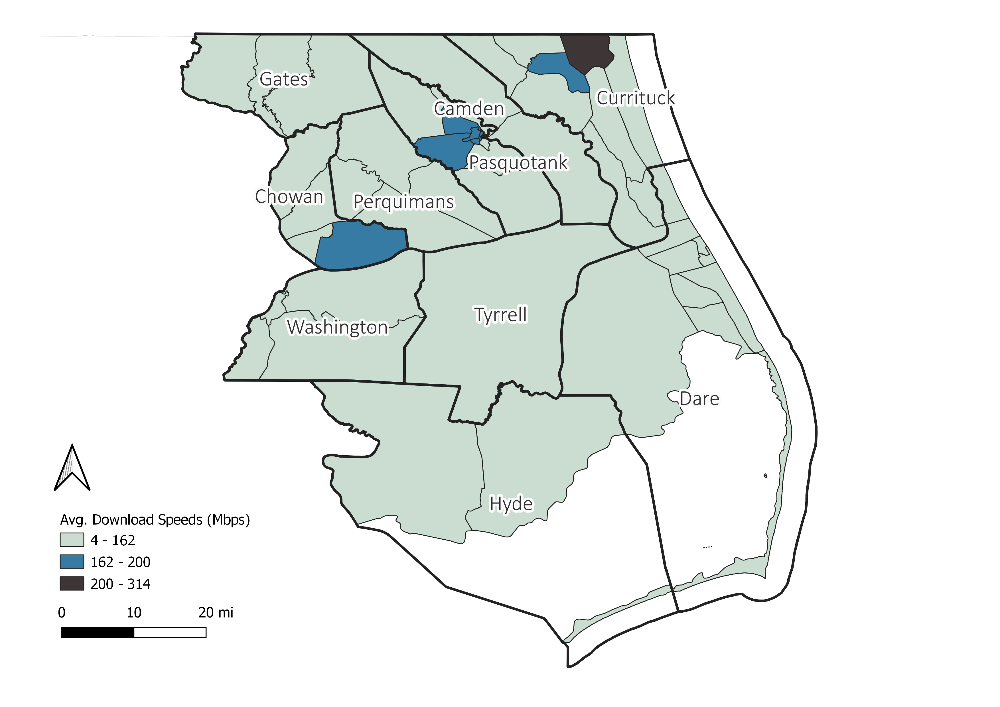 Gates
Currituck
Camden
Pasquotank
Chowan
Perquimans
Tyrrell
Washington
Dare
Hyde
Avg. Download Speeds (Mbps)
4 - 162
162 - 200
200 - 314
0 10 20 mi